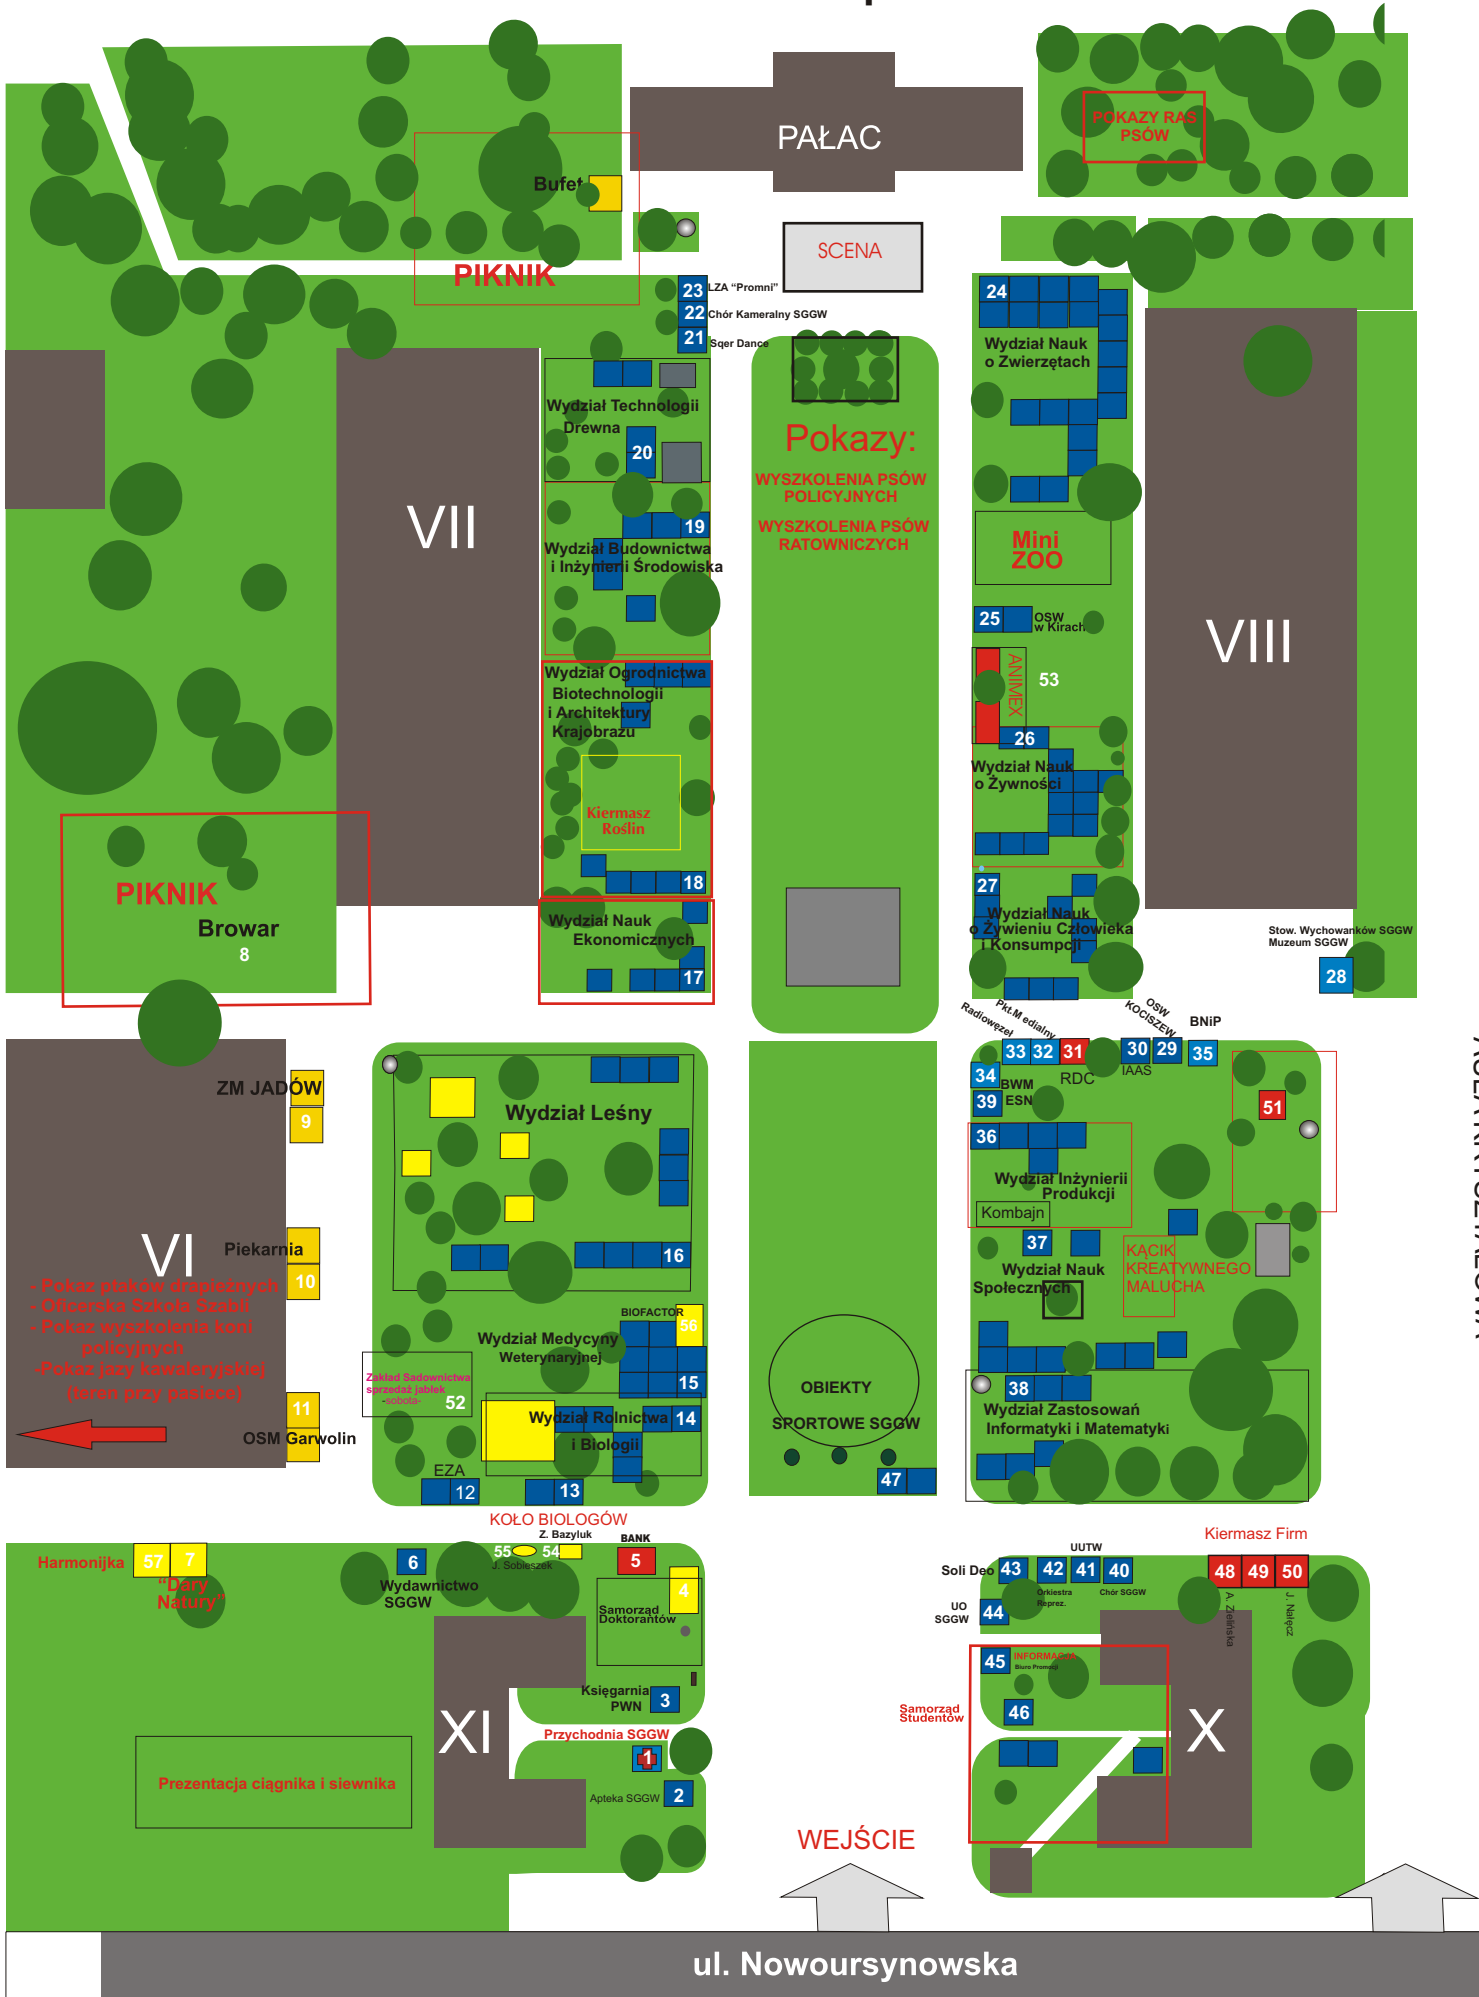 PAŁAC
POKAZY RAS
PSÓW
Bufet
PIKNIK
SCENA
23 LZA "Promni"
22 Chór Kameralny SGGW
21 Sqer Dance
24
Wydział Nauk
o Zwierzętach
Wydział Technologii
Drewna
20
Pokazy:
WYSZKOLENIA PSÓW
POLICYJNYCH
WYSZKOLENIA PSÓW
RATOWNICZYCH
VII
19
Wydział Budownictwa
i Inżynierii Środowiska
Mini
ZOO
25 OSW
w Kirach
VIII
ANIMEX
53
Wydział Ogrodnictwa
Biotechnologii
i Architektury
Krajobrazu
26
Wydział Nauk
o Żywności
Kiermasz
Roślin
18
27
PIKNIK
Browar
8
Wydział Nauk
Ekonomicznych
17
Wydział Nauk
o Żywieniu Człowieka
i Konsumpcji
Stow. Wychowanków SGGW
Muzeum SGGW
28
Radiowęzeł
Pkt.M edialny
OSW
KOCISZEW
BNiP
33 32 31 30 29 35
RDC
IAAS
34
BWM
39 ESN
51
ZM JADÓW
9
Wydział Leśny
36
Wydział Inżynierii
Produkcji
Kombajn
VI
Piekarnia
10
16
37
Wydział Nauk
Społecznych
KĄCIK
KREATYWNEGO
MALUCHA
- Pokaz ptaków drapieżnych
- Oficerska Szkoła Szabli
- Pokaz wyszkolenia koni
policyjnych
-Pokaz jazy kawaleryjskiej
(teren przy pasiece)
BIOFACTOR
56
Wydział Medycyny
Weterynaryjnej
15
Zakład Sadownictwa
sprzedaż jabłek
-sobota-
52
OBIEKTY
SPORTOWE SGGW
38
Wydział Zastosowań
Informatyki i Matematyki
11
OSM Garwolin
Wydział Rolnictwa
i Biologii
14
EZA
12
13
47
KOŁO BIOLOGÓW
Z. Bazyluk
55 54
J. Sobieszek
BANK
5
Harmonijka
57 7
"Dary
Natury"
6
Wydawnictwo
SGGW
4
Samorząd
Doktorantów
Kiermasz Firm
UUTW
Soli Deo
43 42 41 40
Orkiestra
Reprez.
Chór SGGW
48 49 50
A. Zielińska
J. Nałęcz
UO
SGGW
44
45
INFORMACJA
Biuro Promocji
Samorząd
Studentów
46
XI
X
Księgarnia
PWN
3
Przychodnia SGGW
1
Apteka SGGW
2
Prezentacja ciągnika i siewnika
WEJŚCIE
ul. Nowoursynowska